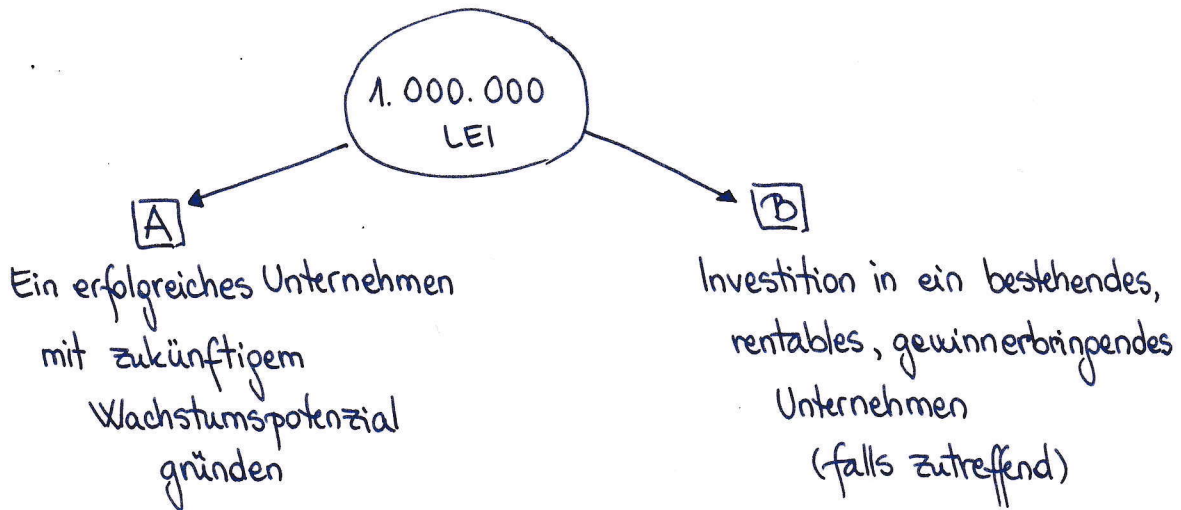 1.000.000
LEI
A
Ein erfolgreiches Unternehmen
mit zukünftigem
Wachstumspotenzial
gründen
B
Investition in ein bestehendes,
rentables, gewinnerbringendes
Unternehmen
(falls zutreffend)